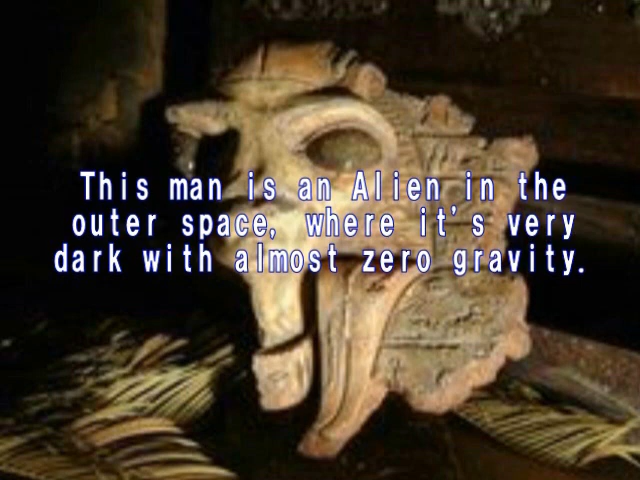 This man is an Alien in the
outer space, where it's very
dark with almost zero gravity.